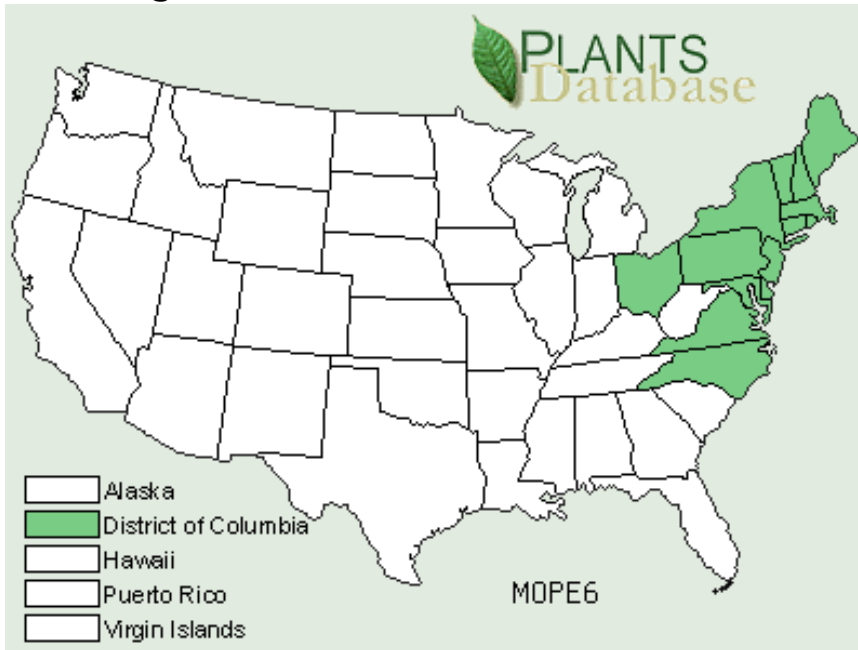 PLANTS
Database
Alaska
District of Columbia
Hawaii
Puerto Rico
Virgin Islands
MOPE6